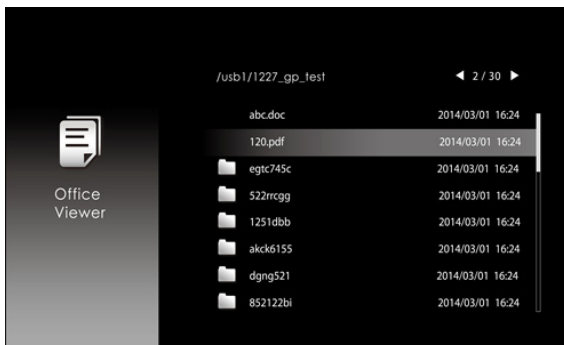 /usb1/1227_gp_test
◀ 2 / 30 ▶
abc.doc 2014/03/01 16:24
120.pdf 2014/03/01 16:24
egtc745c 2014/03/01 16:24
522rrcgg 2014/03/01 16:24
1251dbb 2014/03/01 16:24
akck6155 2014/03/01 16:24
dgng521 2014/03/01 16:24
852122bi 2014/03/01 16:24
Office
Viewer